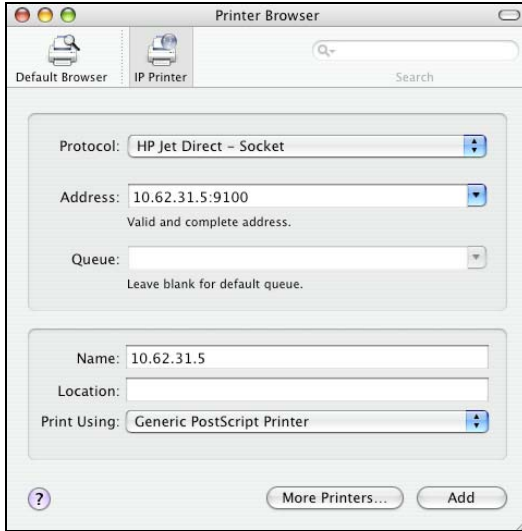 Printer Browser
Default Browser
IP Printer
Search
Protocol: HP Jet Direct – Socket
Address: 10.62.31.5:9100
Valid and complete address.
Queue:
Leave blank for default queue.
Name: 10.62.31.5
Location:
Print Using: Generic PostScript Printer
? More Printers... Add